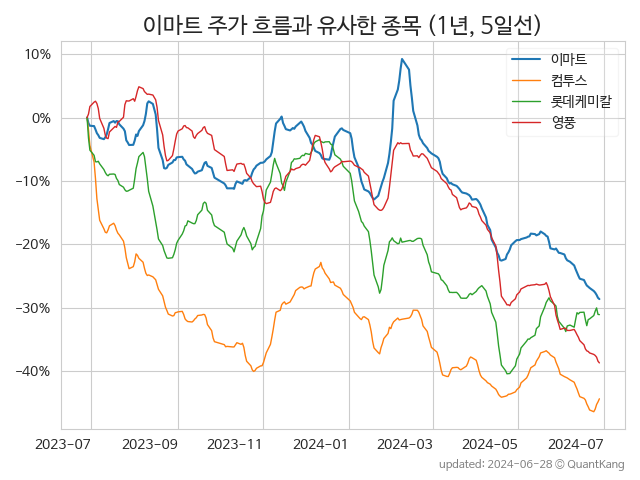 이마트 주가 흐름과 유사한 종목 (1년, 5일선)
이마트
컴투스
롯데케미칼
영풍
10%
0%
−10%
−20%
−30%
−40%
2023-07
2023-09
2023-11
2024-01
2024-03
2024-05
2024-07
updated: 2024-06-28 © QuantKang